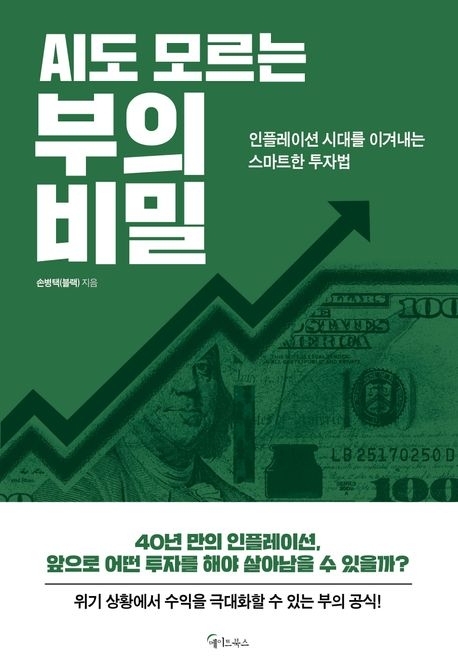 AI도 모르는
부의
비밀
인플레이션 시대를 이겨내는
스마트한 투자법
손병택(블랙) 지음
STATES
100
LB25170250D
100
40년 만의 인플레이션,
앞으로 어떤 투자를 해야 살아남을 수 있을까?
위기 상황에서 수익을 극대화할 수 있는 부의 공식!
메이트북스